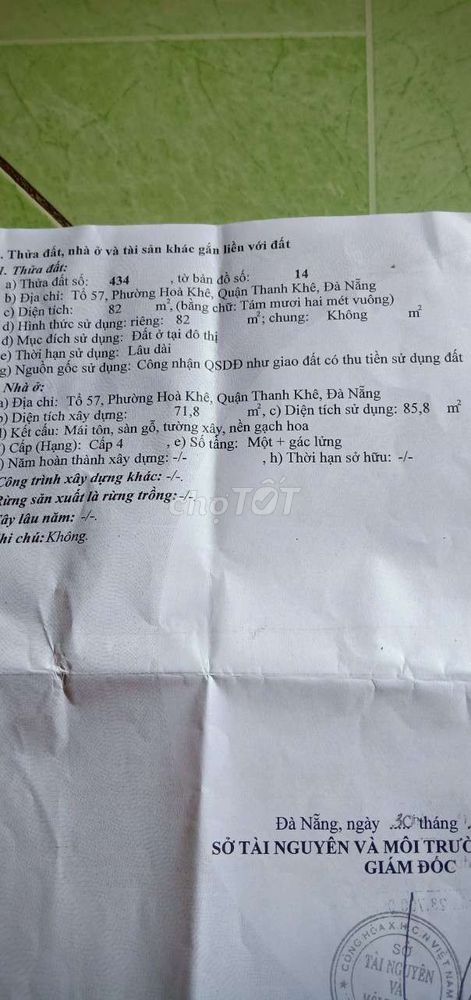 . Thửa đất, nhà ở và tài sản khác gắn liền với đất
I. Thửa đất:
a) Thửa đất số: 434 , tờ bản đồ số: 14
b) Địa chỉ: Tổ 57, Phường Hoà Khê, Quận Thanh Khê, Đà Nẵng
c) Diện tích: 82 m², (bằng chữ: Tám mươi hai mét vuông)
d) Hình thức sử dụng: riêng: 82 m²; chung: Không m²
đ) Mục đích sử dụng: Đất ở tại đô thị
e) Thời hạn sử dụng: Lâu dài
g) Nguồn gốc sử dụng: Công nhận QSDĐ như giao đất có thu tiền sử dụng đất
Nhà ở:
a) Địa chỉ: Tổ 57, Phường Hoà Khê, Quận Thanh Khê, Đà Nẵng
) Diện tích xây dựng: 71,8 m², c) Diện tích sử dụng: 85,8 m²
) Kết cấu: Mái tôn, sàn gỗ, tường xây, nền gạch hoa
) Cấp (Hạng): Cấp 4 , e) Số tầng: Một + gác lửng
) Năm hoàn thành xây dựng: -/- , h) Thời hạn sở hữu: -/-
Công trình xây dựng khác: -/-.
Rừng sản xuất là rừng trồng:-/-
ây lâu năm: -/-.
hi chú: Không.
chợTỐT
Đà Nẵng, ngày 30 tháng
SỞ TÀI NGUYÊN VÀ MÔI TRƯỜ
GIÁM ĐỐC
CỘNG HÒA X.H.C.N VIỆT NAM
SỞ
TÀI NGUYÊN
VÀ